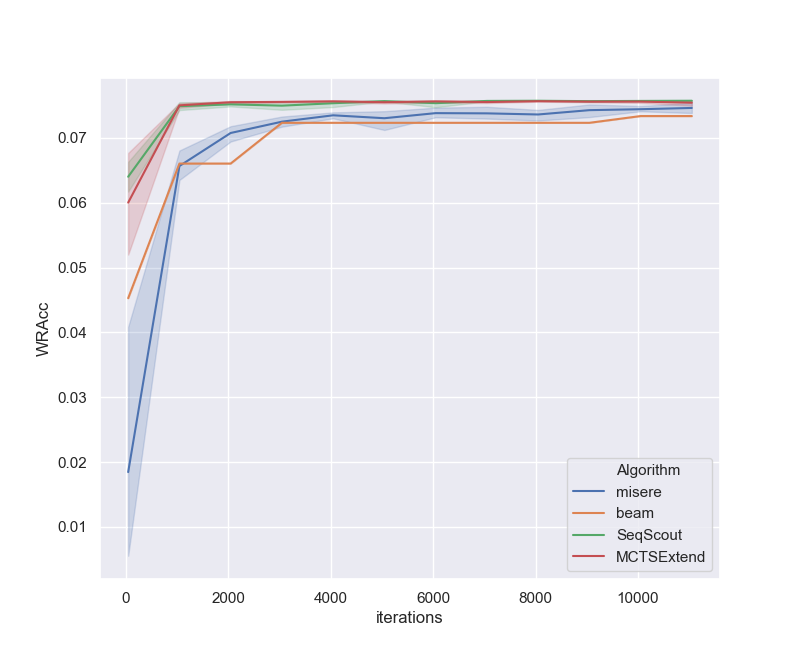 WRAcc
0.07
0.06
0.05
0.04
0.03
0.02
0.01
0
2000
4000
6000
8000
10000
iterations
Algorithm
misere
beam
SeqScout
MCTSExtend